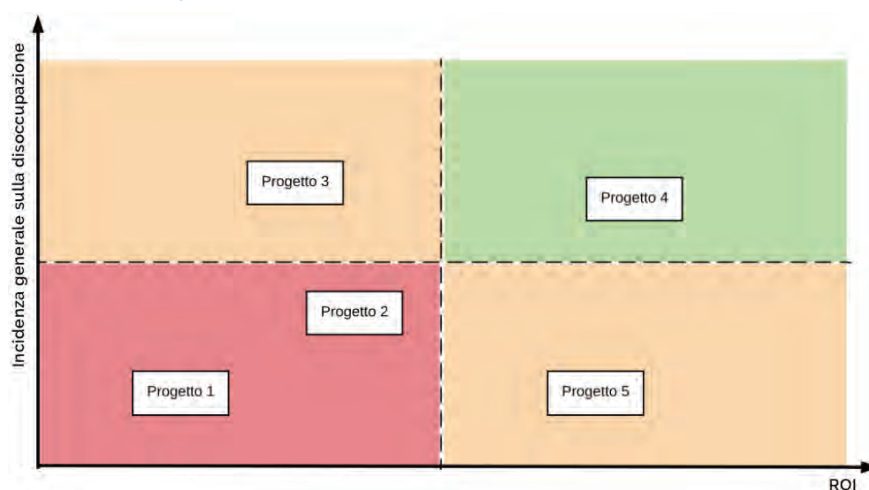 Incidenza generale sulla disoccupazione
Progetto 3
Progetto 4
Progetto 2
Progetto 1
Progetto 5
ROI